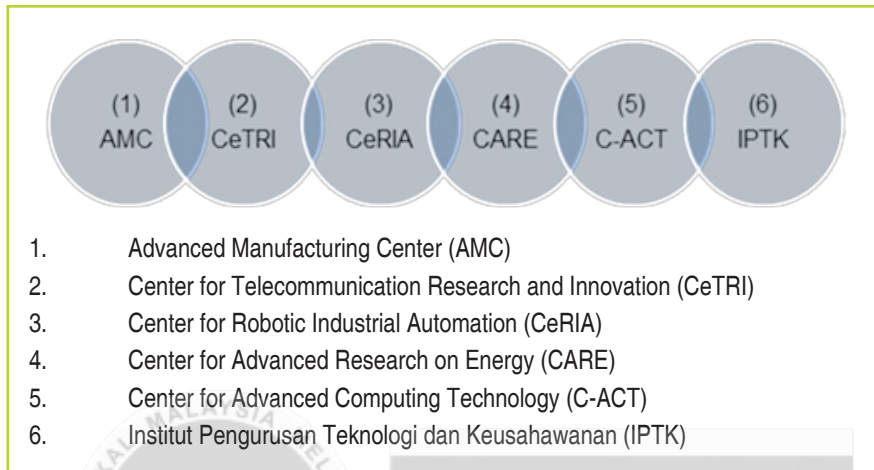 (1) (2) (3) (4) (5) (6)
AMC CeTRI CeRIA CARE C-ACT IPTK
1. Advanced Manufacturing Center (AMC)
2. Center for Telecommunication Research and Innovation (CeTRI)
3. Center for Robotic Industrial Automation (CeRIA)
4. Center for Advanced Research on Energy (CARE)
5. Center for Advanced Computing Technology (C-ACT)
6. Institut Pengurusan Teknologi dan Keusahawanan (IPTK)
MALAYSIA